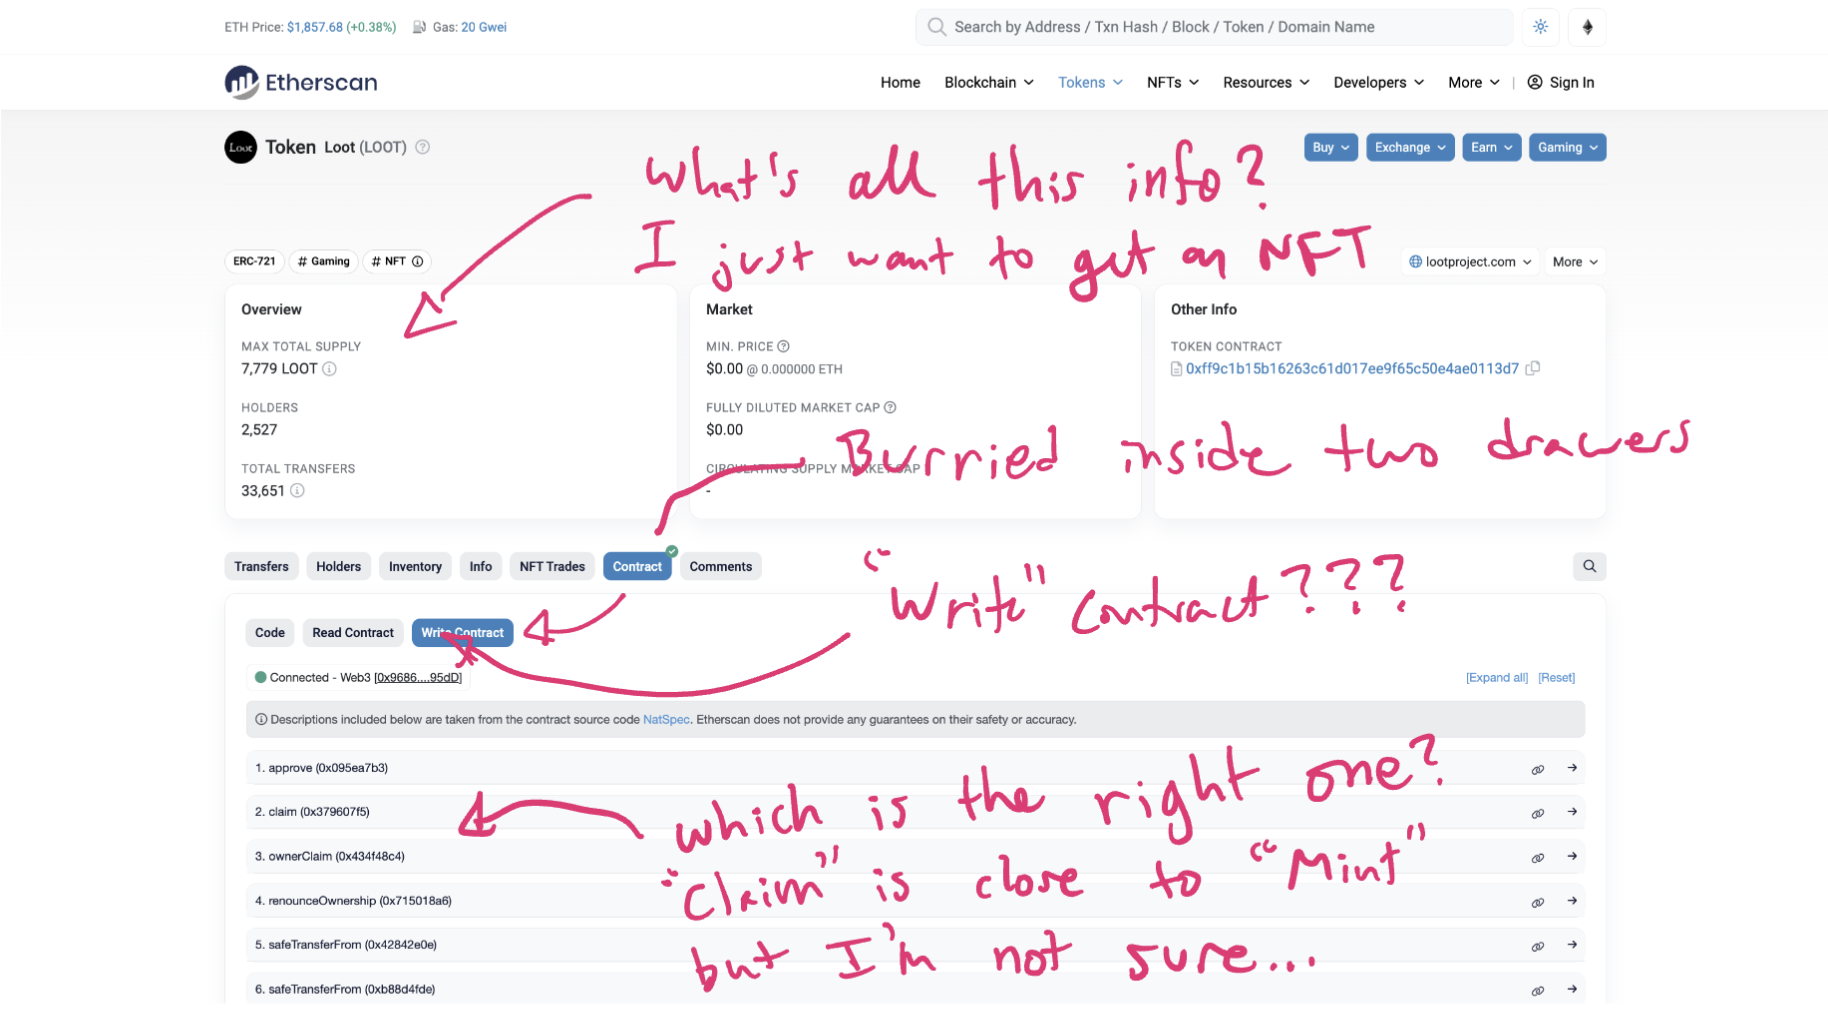 ETH Price: $1,857.68 (+0.38%) Gas: 20 Gwei
Search by Address / Txn Hash / Block / Token / Domain Name
Etherscan
Home Blockchain Tokens NFTs Resources Developers More | Sign In
Loot Token Loot (LOOT)
Buy Exchange Earn Gaming
What's all this info?
I just want to get an NFT
ERC-721 # Gaming # NFT
lootproject.com More
Overview
MAX TOTAL SUPPLY
7,779 LOOT
HOLDERS
2,527
TOTAL TRANSFERS
33,651
Market
MIN. PRICE
$0.00 @ 0.000000 ETH
FULLY DILUTED MARKET CAP
$0.00
CIRCULATING SUPPLY MARKET CAP
-
Other Info
TOKEN CONTRACT
0xff9c1b15b16263c61d017ee9f65c50e4ae0113d7
Burried inside two drawers
Transfers Holders Inventory Info NFT Trades Contract Comments
"Write" Contract???
Code Read Contract Write Contract
Connected - Web3 [0x9686....95dD]
[Expand all] [Reset]
Descriptions included below are taken from the contract source code NatSpec. Etherscan does not provide any guarantees on their safety or accuracy.
1. approve (0x095ea7b3)
2. claim (0x379607f5)
3. ownerClaim (0x434f48c4)
4. renounceOwnership (0x715018a6)
5. safeTransferFrom (0x42842e0e)
6. safeTransferFrom (0xb88d4fde)
which is the right one?
"Claim" is close to "Mint"
but I'm not sure...